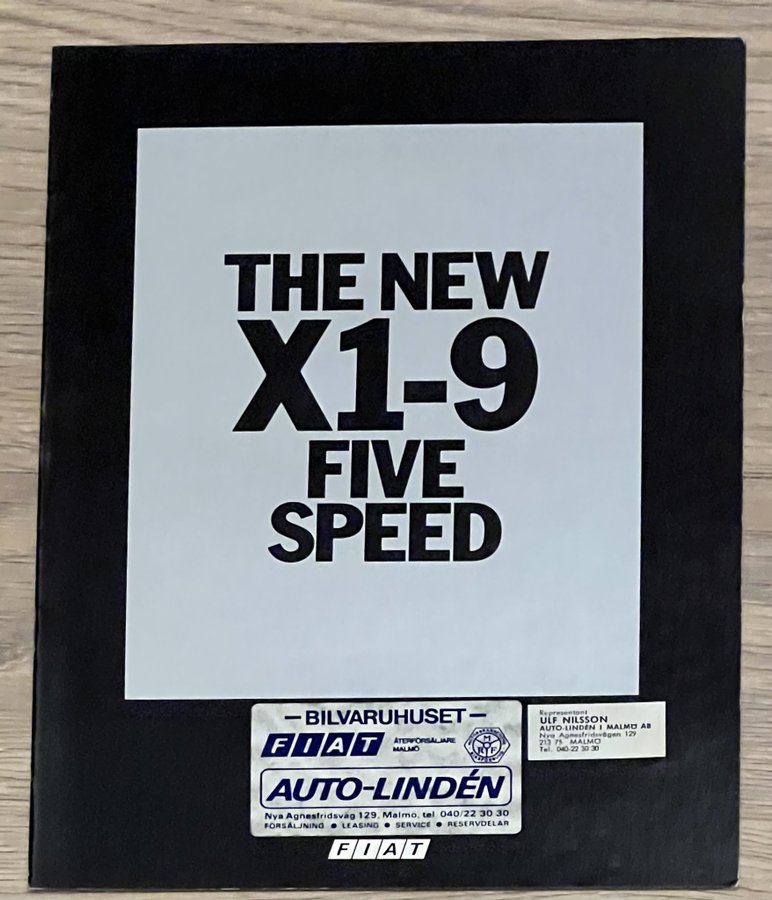 THE NEW
X1-9
FIVE
SPEED
— BILVARUHUSET —
FIAT ÅTERFÖRSÄLJARE
MALMÖ
M
RYF
AUTO-LINDÉN
Nya Agnesfridsväg 129, Malmo, tel 040/22 30 30
FÖRSÄLJNING • LEASING • SERVICE • RESERVDELAR
Representant
ULF NILSSON
AUTO-LINDÉN I MALMÖ AB
Nya Agnesfridsvägen 129
213 75 MALMÖ
Tel. 040-22 30 30
FIAT